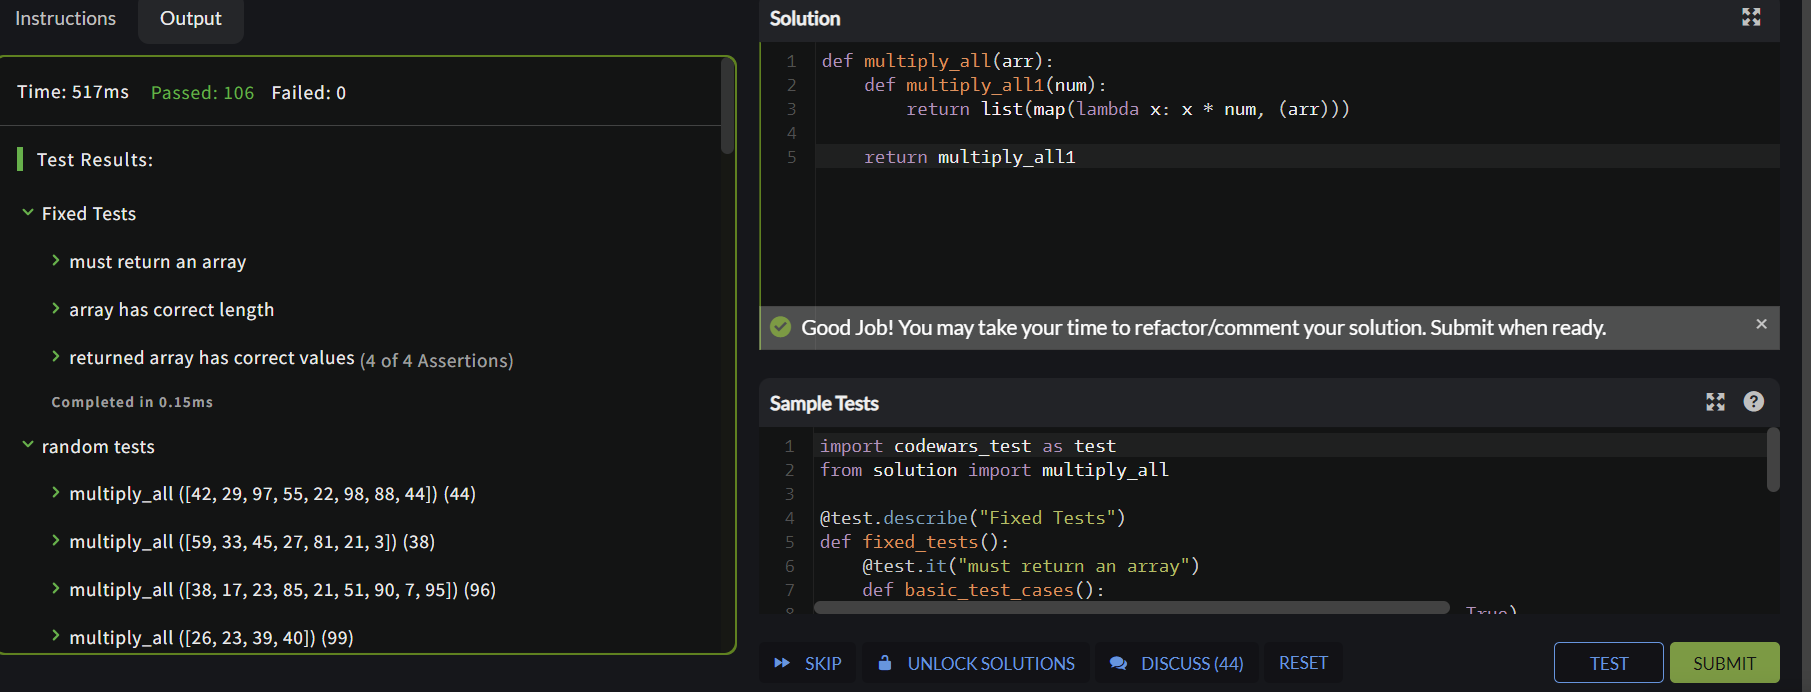 Instructions
Output
Time: 517ms Passed: 106 Failed: 0
Test Results:
Fixed Tests
must return an array
array has correct length
returned array has correct values (4 of 4 Assertions)
Completed in 0.15ms
random tests
multiply_all ([42, 29, 97, 55, 22, 98, 88, 44]) (44)
multiply_all ([59, 33, 45, 27, 81, 21, 3]) (38)
multiply_all ([38, 17, 23, 85, 21, 51, 90, 7, 95]) (96)
multiply_all ([26, 23, 39, 40]) (99)
Solution
1 def multiply_all(arr):
2     def multiply_all1(num):
3         return list(map(lambda x: x * num, (arr)))
4
5     return multiply_all1
Good Job! You may take your time to refactor/comment your solution. Submit when ready.
Sample Tests
1 import codewars_test as test
2 from solution import multiply_all
3
4 @test.describe("Fixed Tests")
5 def fixed_tests():
6     @test.it("must return an array")
7     def basic_test_cases():
8 True)
SKIP
UNLOCK SOLUTIONS
DISCUSS (44)
RESET
TEST
SUBMIT